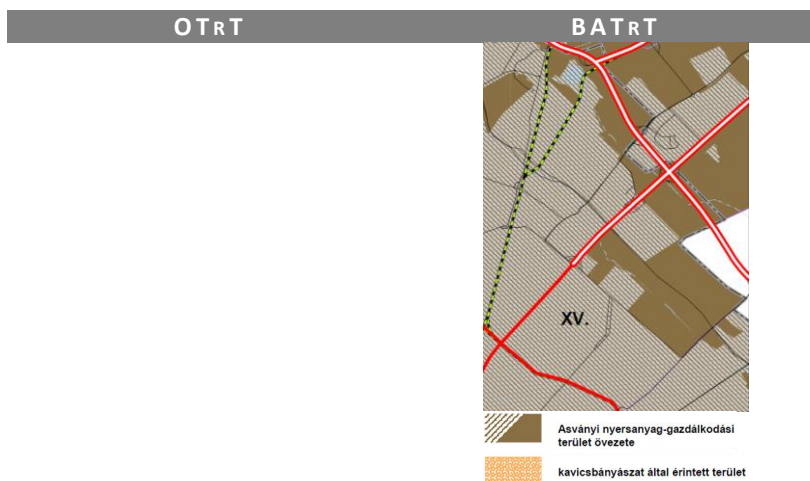 OTRT
BATRT
XV.
Asványi nyersanyag-gazdálkodási
terület övezete
kavicsbányászat által érintett terület